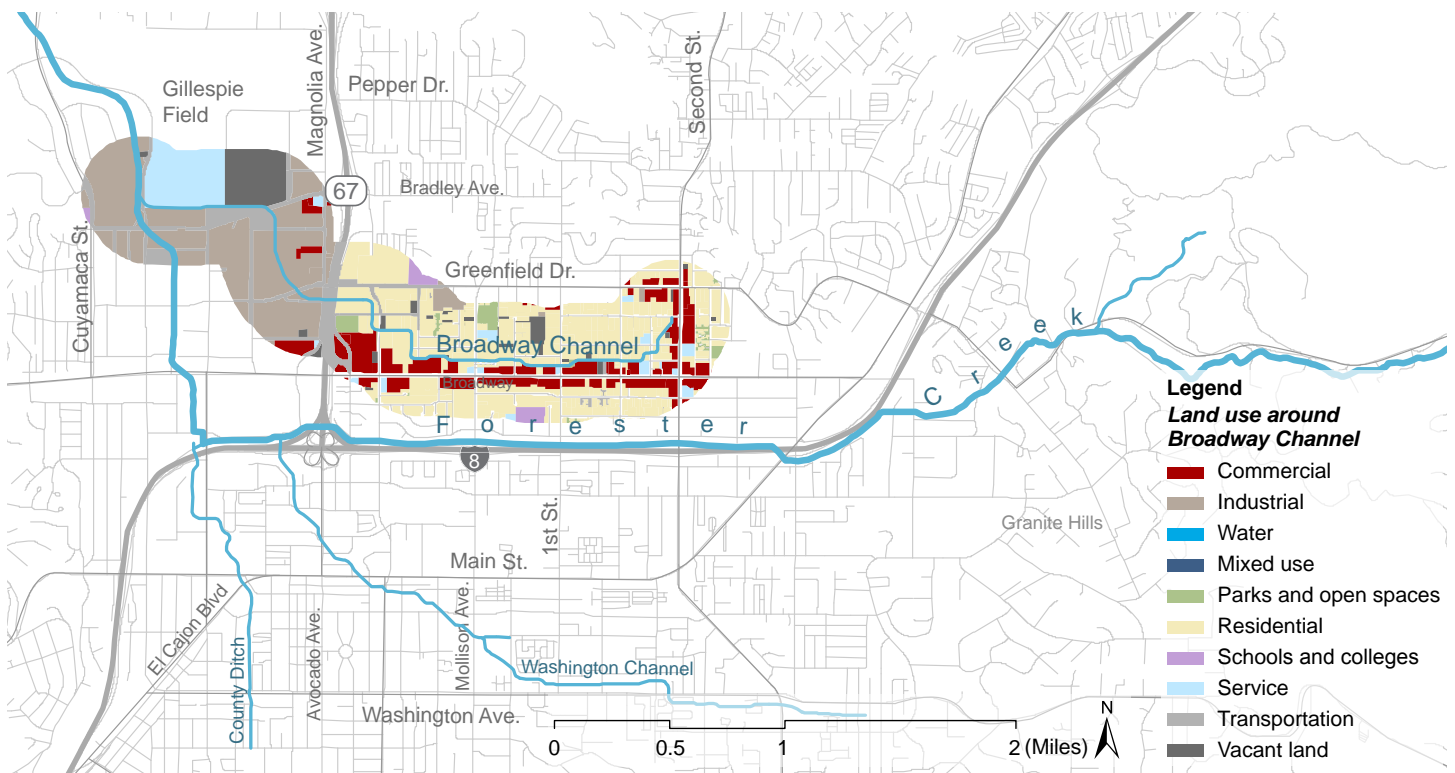 Gillespie
Field
Magnolia Ave.
Pepper Dr.
Second St.
67
Bradley Ave.
Cuyamaca St.
Greenfield Dr.
Broadway Channel
Broadway
Forester Creek
8
1st St.
Granite Hills
Main St.
El Cajon Blvd
County Ditch
Avocado Ave.
Mollison Ave.
Washington Channel
Washington Ave.
0 0.5 1 2 (Miles)
N
Legend
Land use around
Broadway Channel
Commercial
Industrial
Water
Mixed use
Parks and open spaces
Residential
Schools and colleges
Service
Transportation
Vacant land